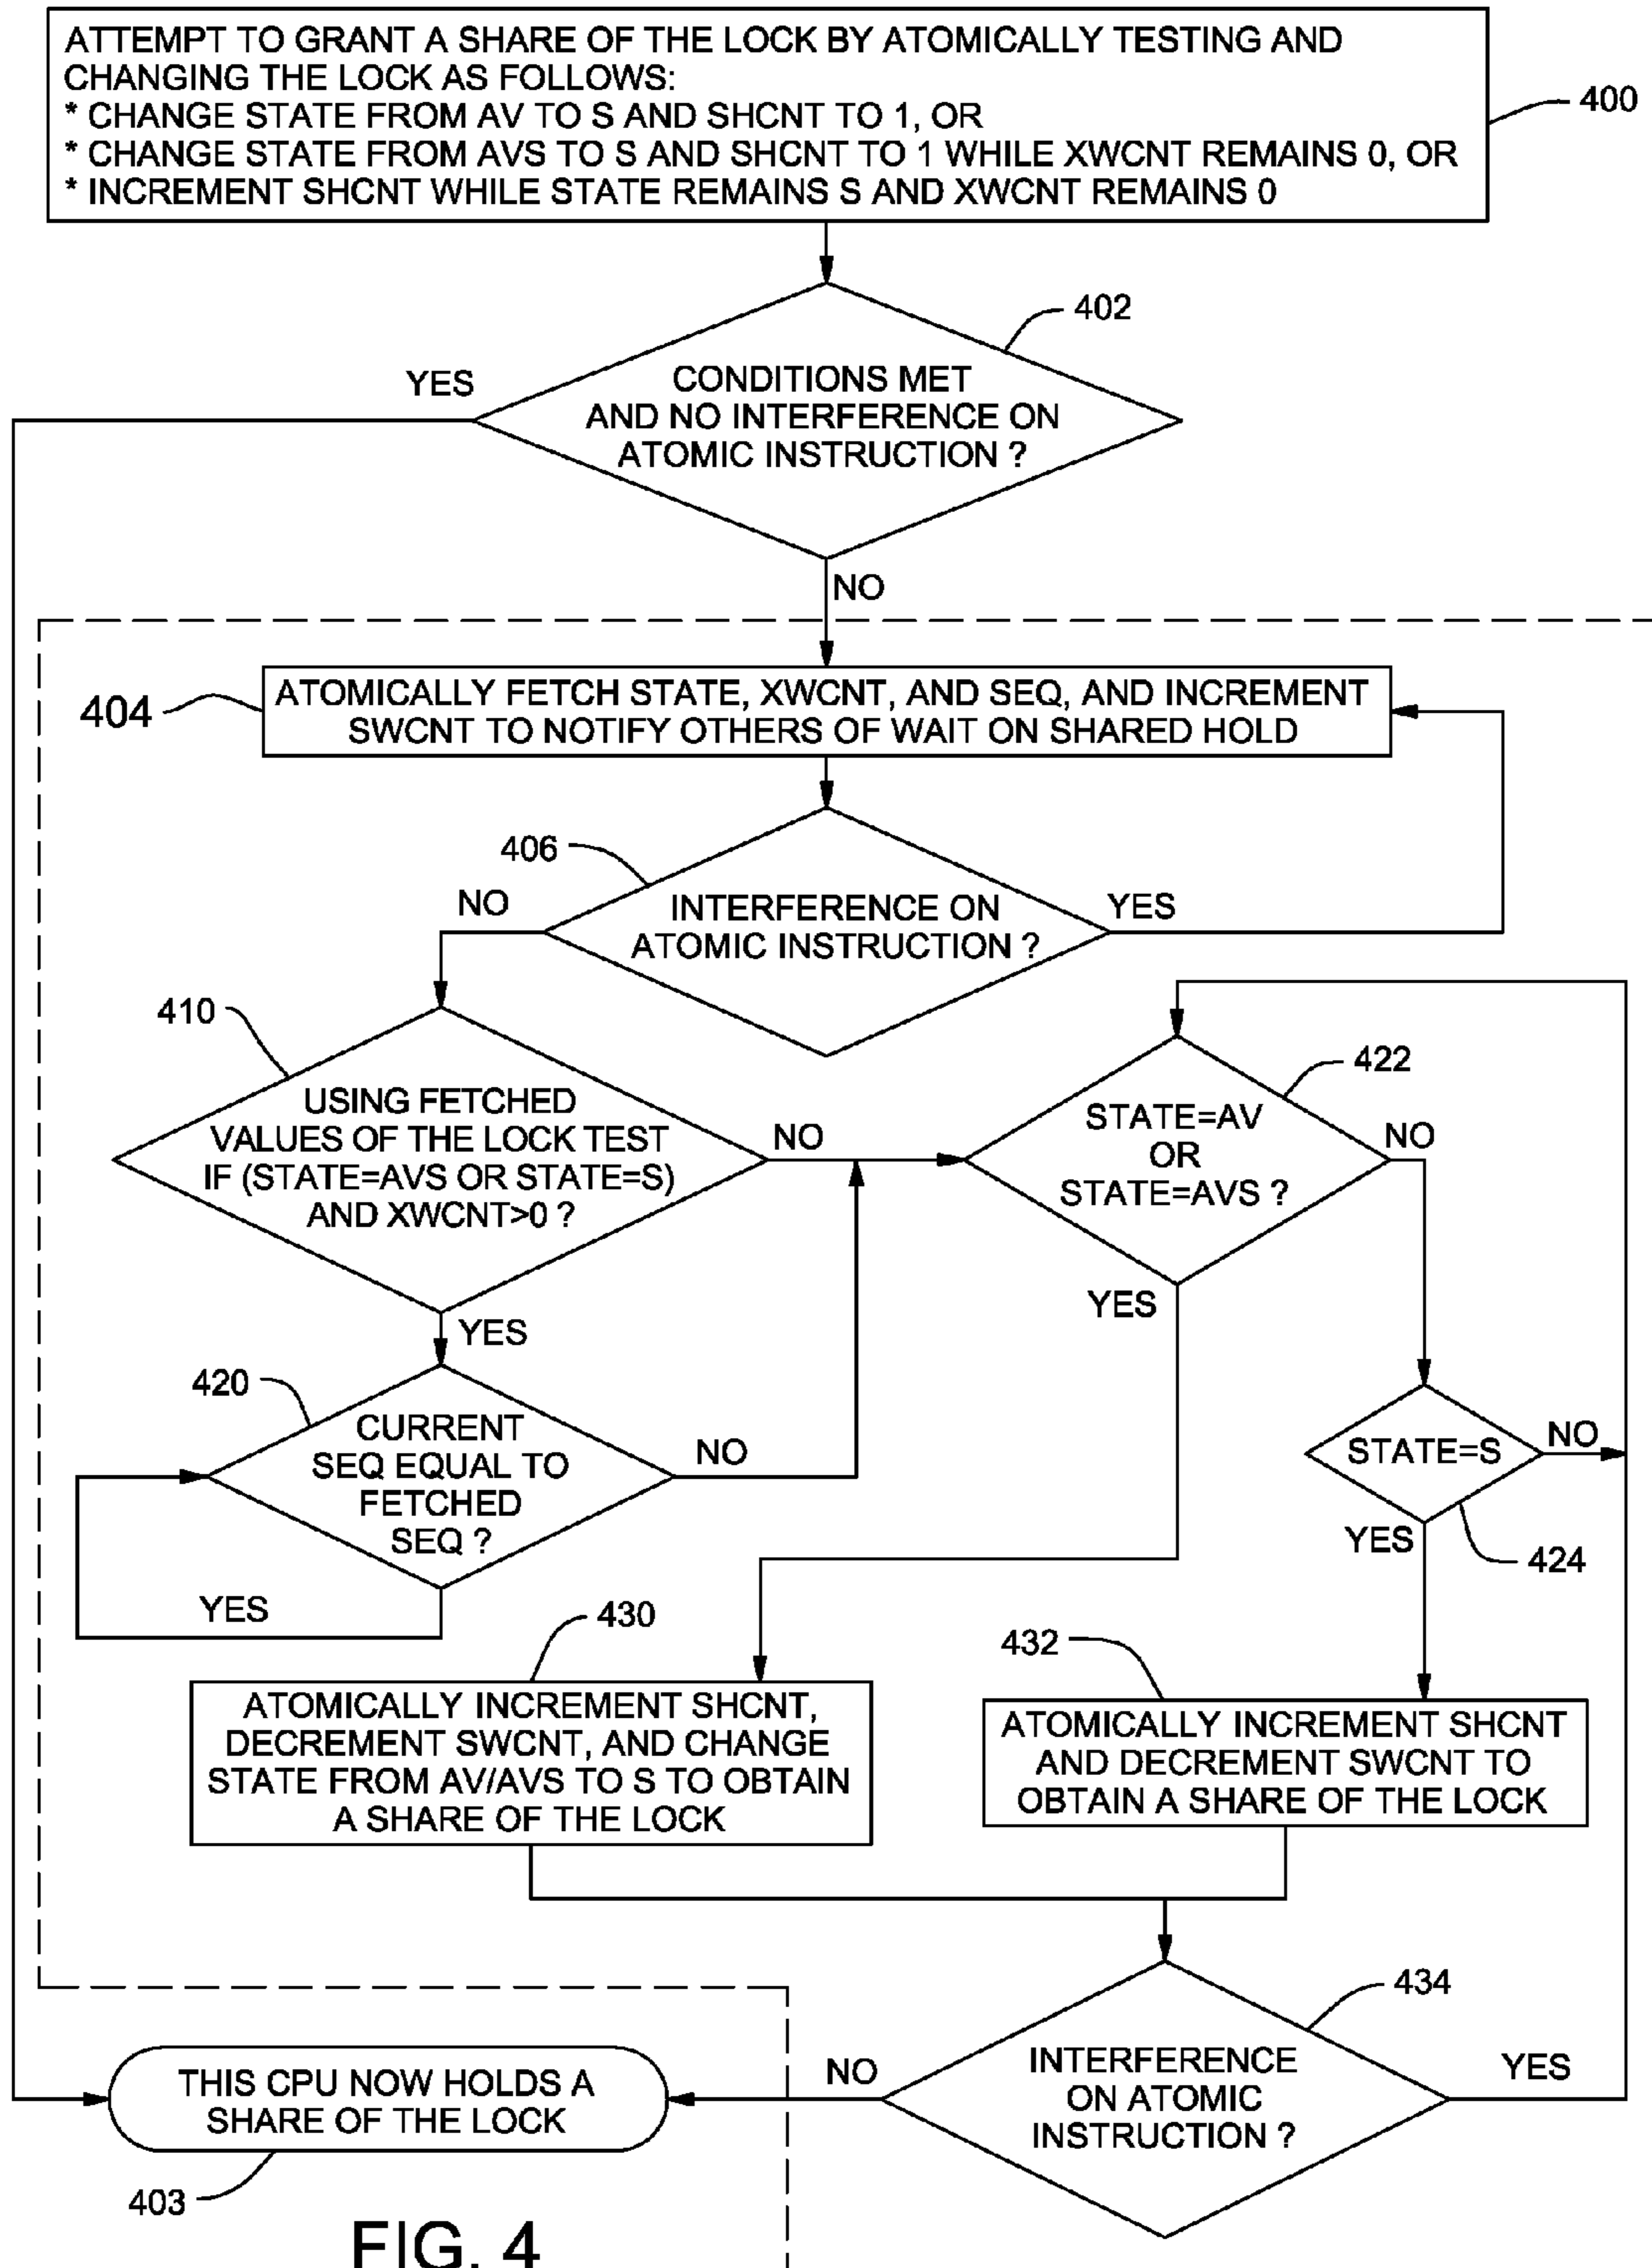 ATTEMPT TO GRANT A SHARE OF THE LOCK BY ATOMICALLY TESTING AND
CHANGING THE LOCK AS FOLLOWS:
* CHANGE STATE FROM AV TO S AND SHCNT TO 1, OR
* CHANGE STATE FROM AVS TO S AND SHCNT TO 1 WHILE XWCNT REMAINS 0, OR
* INCREMENT SHCNT WHILE STATE REMAINS S AND XWCNT REMAINS 0
400
402
YES
CONDITIONS MET
AND NO INTERFERENCE ON
ATOMIC INSTRUCTION ?
NO
404
ATOMICALLY FETCH STATE, XWCNT, AND SEQ, AND INCREMENT
SWCNT TO NOTIFY OTHERS OF WAIT ON SHARED HOLD
406
NO
INTERFERENCE ON
ATOMIC INSTRUCTION ?
YES
410
USING FETCHED
VALUES OF THE LOCK TEST
IF (STATE=AVS OR STATE=S)
AND XWCNT>0 ?
NO
YES
422
STATE=AV
OR
STATE=AVS ?
NO
YES
420
CURRENT
SEQ EQUAL TO
FETCHED
SEQ ?
NO
YES
STATE=S
NO
YES
424
430
ATOMICALLY INCREMENT SHCNT,
DECREMENT SWCNT, AND CHANGE
STATE FROM AV/AVS TO S TO OBTAIN
A SHARE OF THE LOCK
432
ATOMICALLY INCREMENT SHCNT
AND DECREMENT SWCNT TO
OBTAIN A SHARE OF THE LOCK
434
INTERFERENCE
ON ATOMIC
INSTRUCTION ?
NO
YES
THIS CPU NOW HOLDS A
SHARE OF THE LOCK
403
FIG. 4